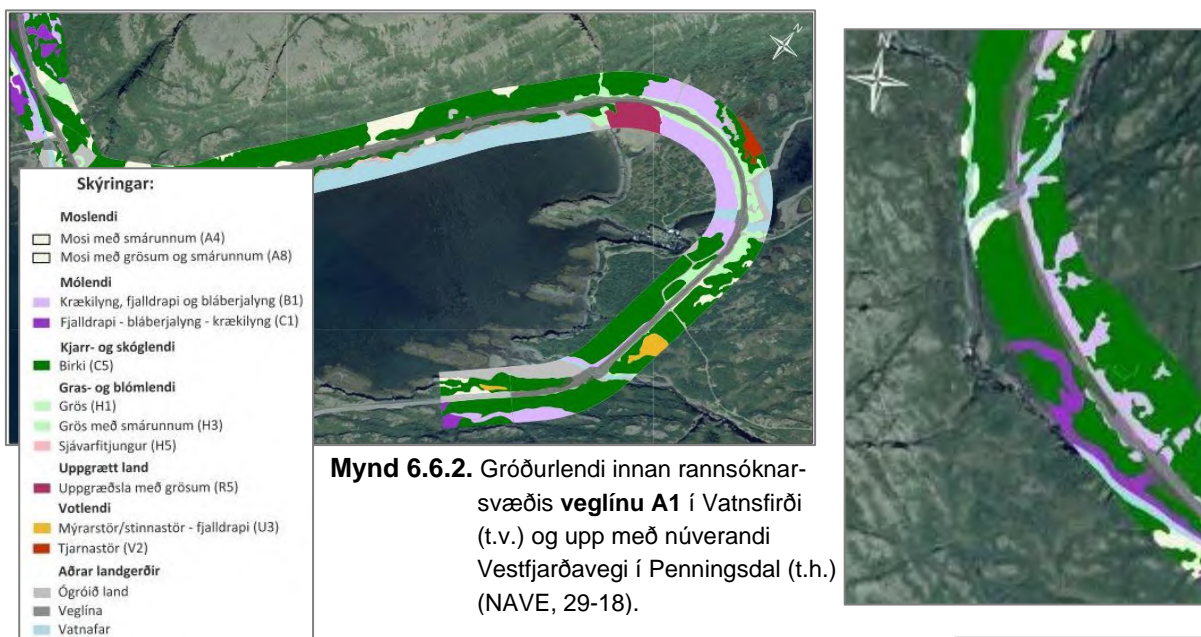 N
N
Skýringar:
Moslendi
Mosi með smárunnum (A4)
Mosi með grösum og smárunnum (A8)
Mólendi
Krækilyng, fjalldrapi og bláberjalyng (B1)
Fjalldrapi - bláberjalyng - krækilyng (C1)
Kjarr- og skóglendi
Birki (C5)
Gras- og blómlendi
Grös (H1)
Grös með smárunnum (H3)
Sjávarfitjungur (H5)
Uppgrætt land
Uppgræðsla með grösum (R5)
Votlendi
Mýrarstör/stinnastör - fjalldrapi (U3)
Tjarnastör (V2)
Aðrar landgerðir
Ógróið land
Veglína
Vatnafar
Mynd 6.6.2. Gróðurlendi innan rannsóknar-
svæðis veglínu A1 í Vatnsfirði
(t.v.) og upp með núverandi
Vestfjarðavegi í Penningsdal (t.h.)
(NAVE, 29-18).